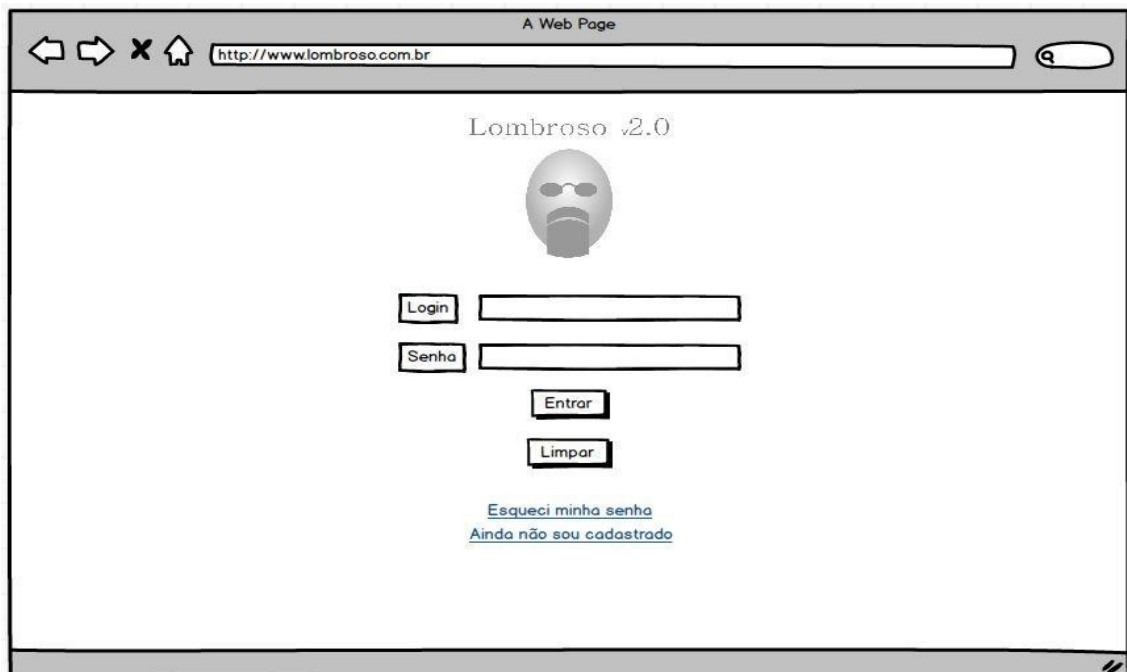 A Web Page
http://www.lombroso.com.br
Lombroso v2.0
Login
Senha
Entrar
Limpar
Esqueci minha senha
Ainda não sou cadastrado